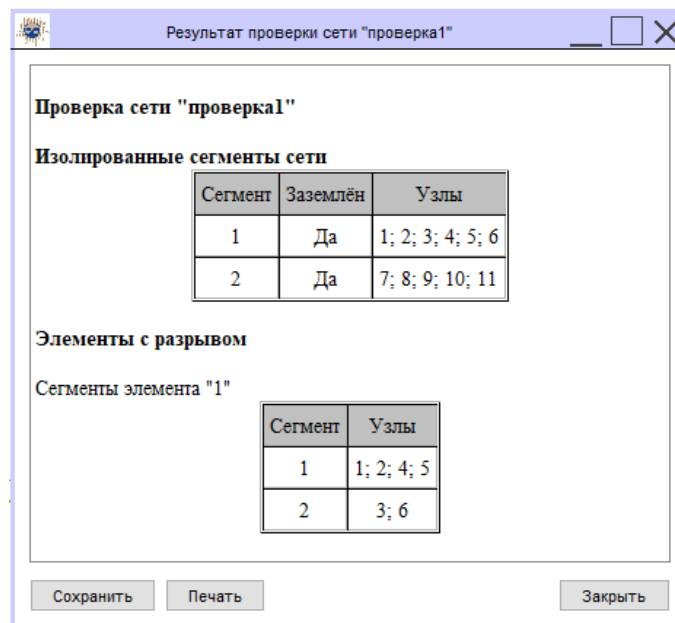 Результат проверки сети "проверка1"
Проверка сети "проверка1"
Изолированные сегменты сети
Сегмент Заземлён Узлы
1 Да 1; 2; 3; 4; 5; 6
2 Да 7; 8; 9; 10; 11
Элементы с разрывом
Сегменты элемента "1"
Сегмент Узлы
1 1; 2; 4; 5
2 3; 6
Сохранить Печать Закрыть